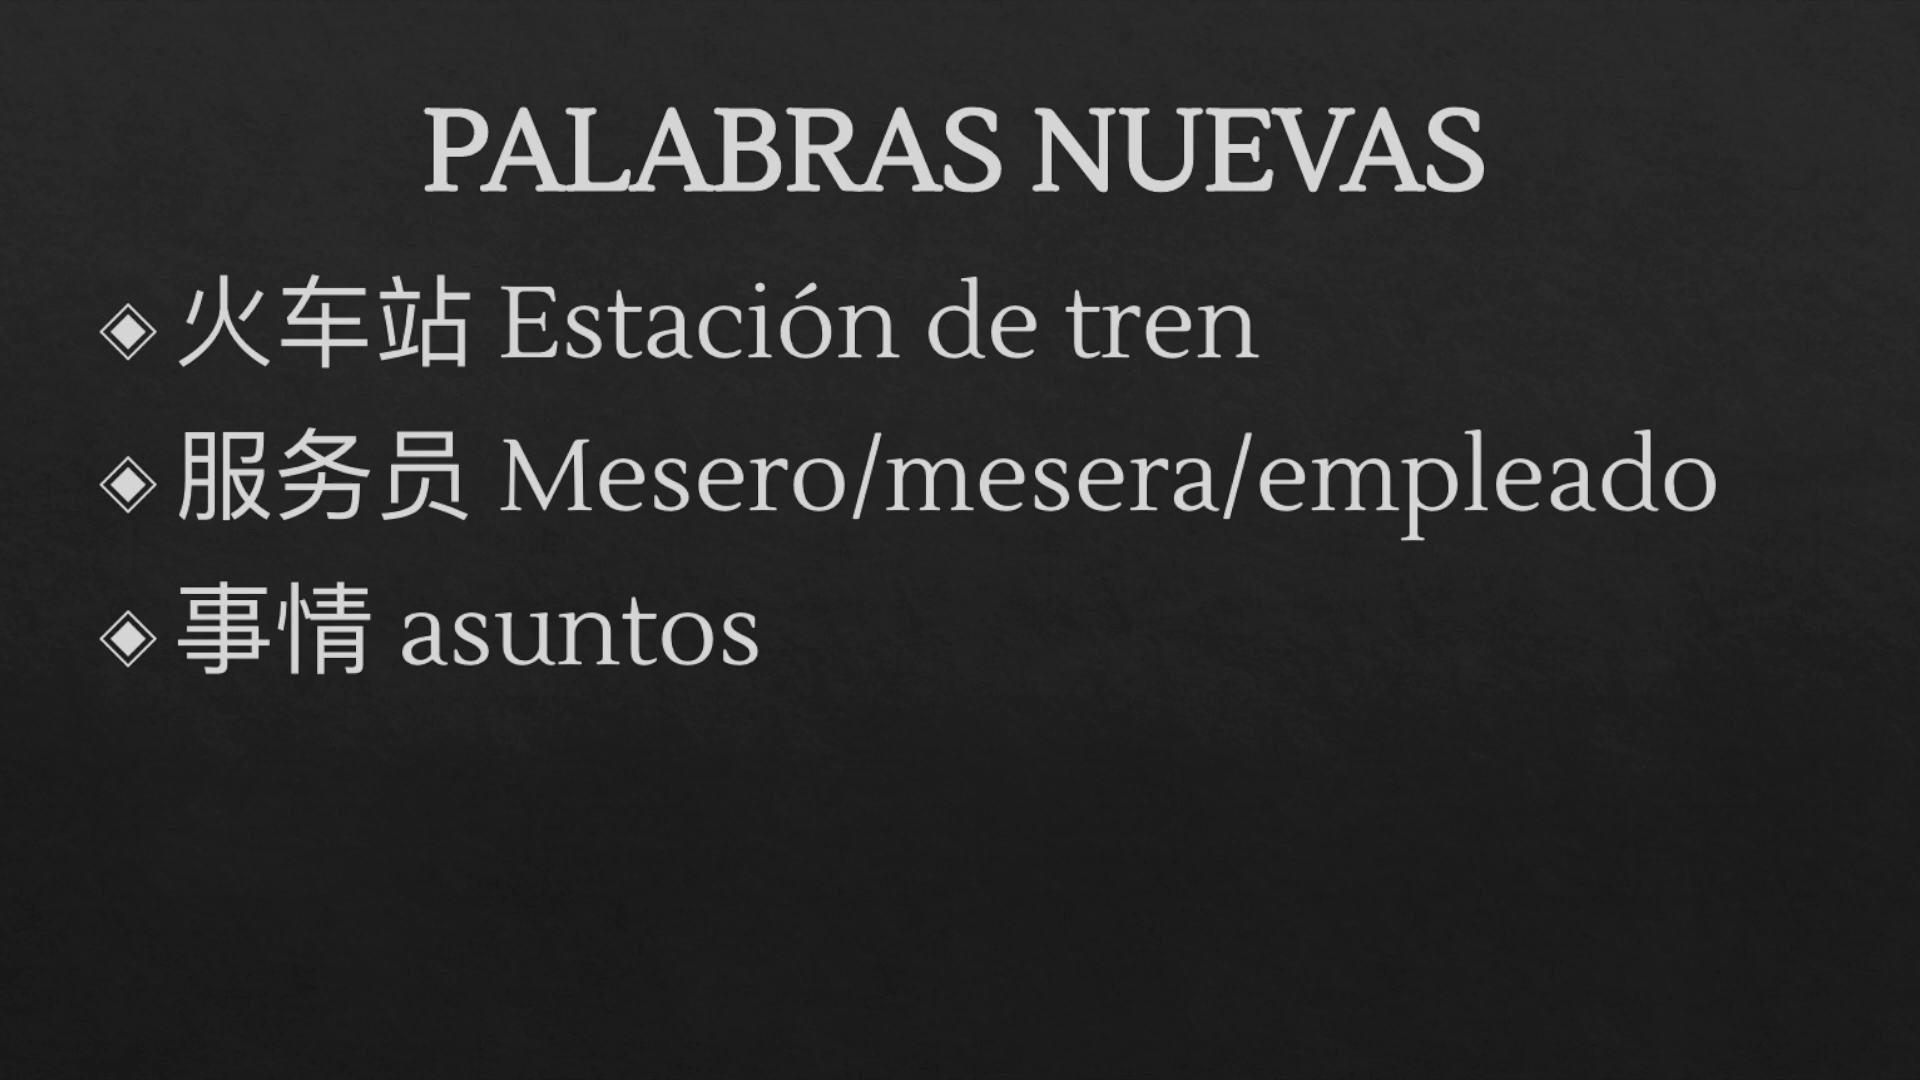 PALABRAS NUEVAS
火车站 Estación de tren
服务员 Mesero/mesera/empleado
事情 asuntos